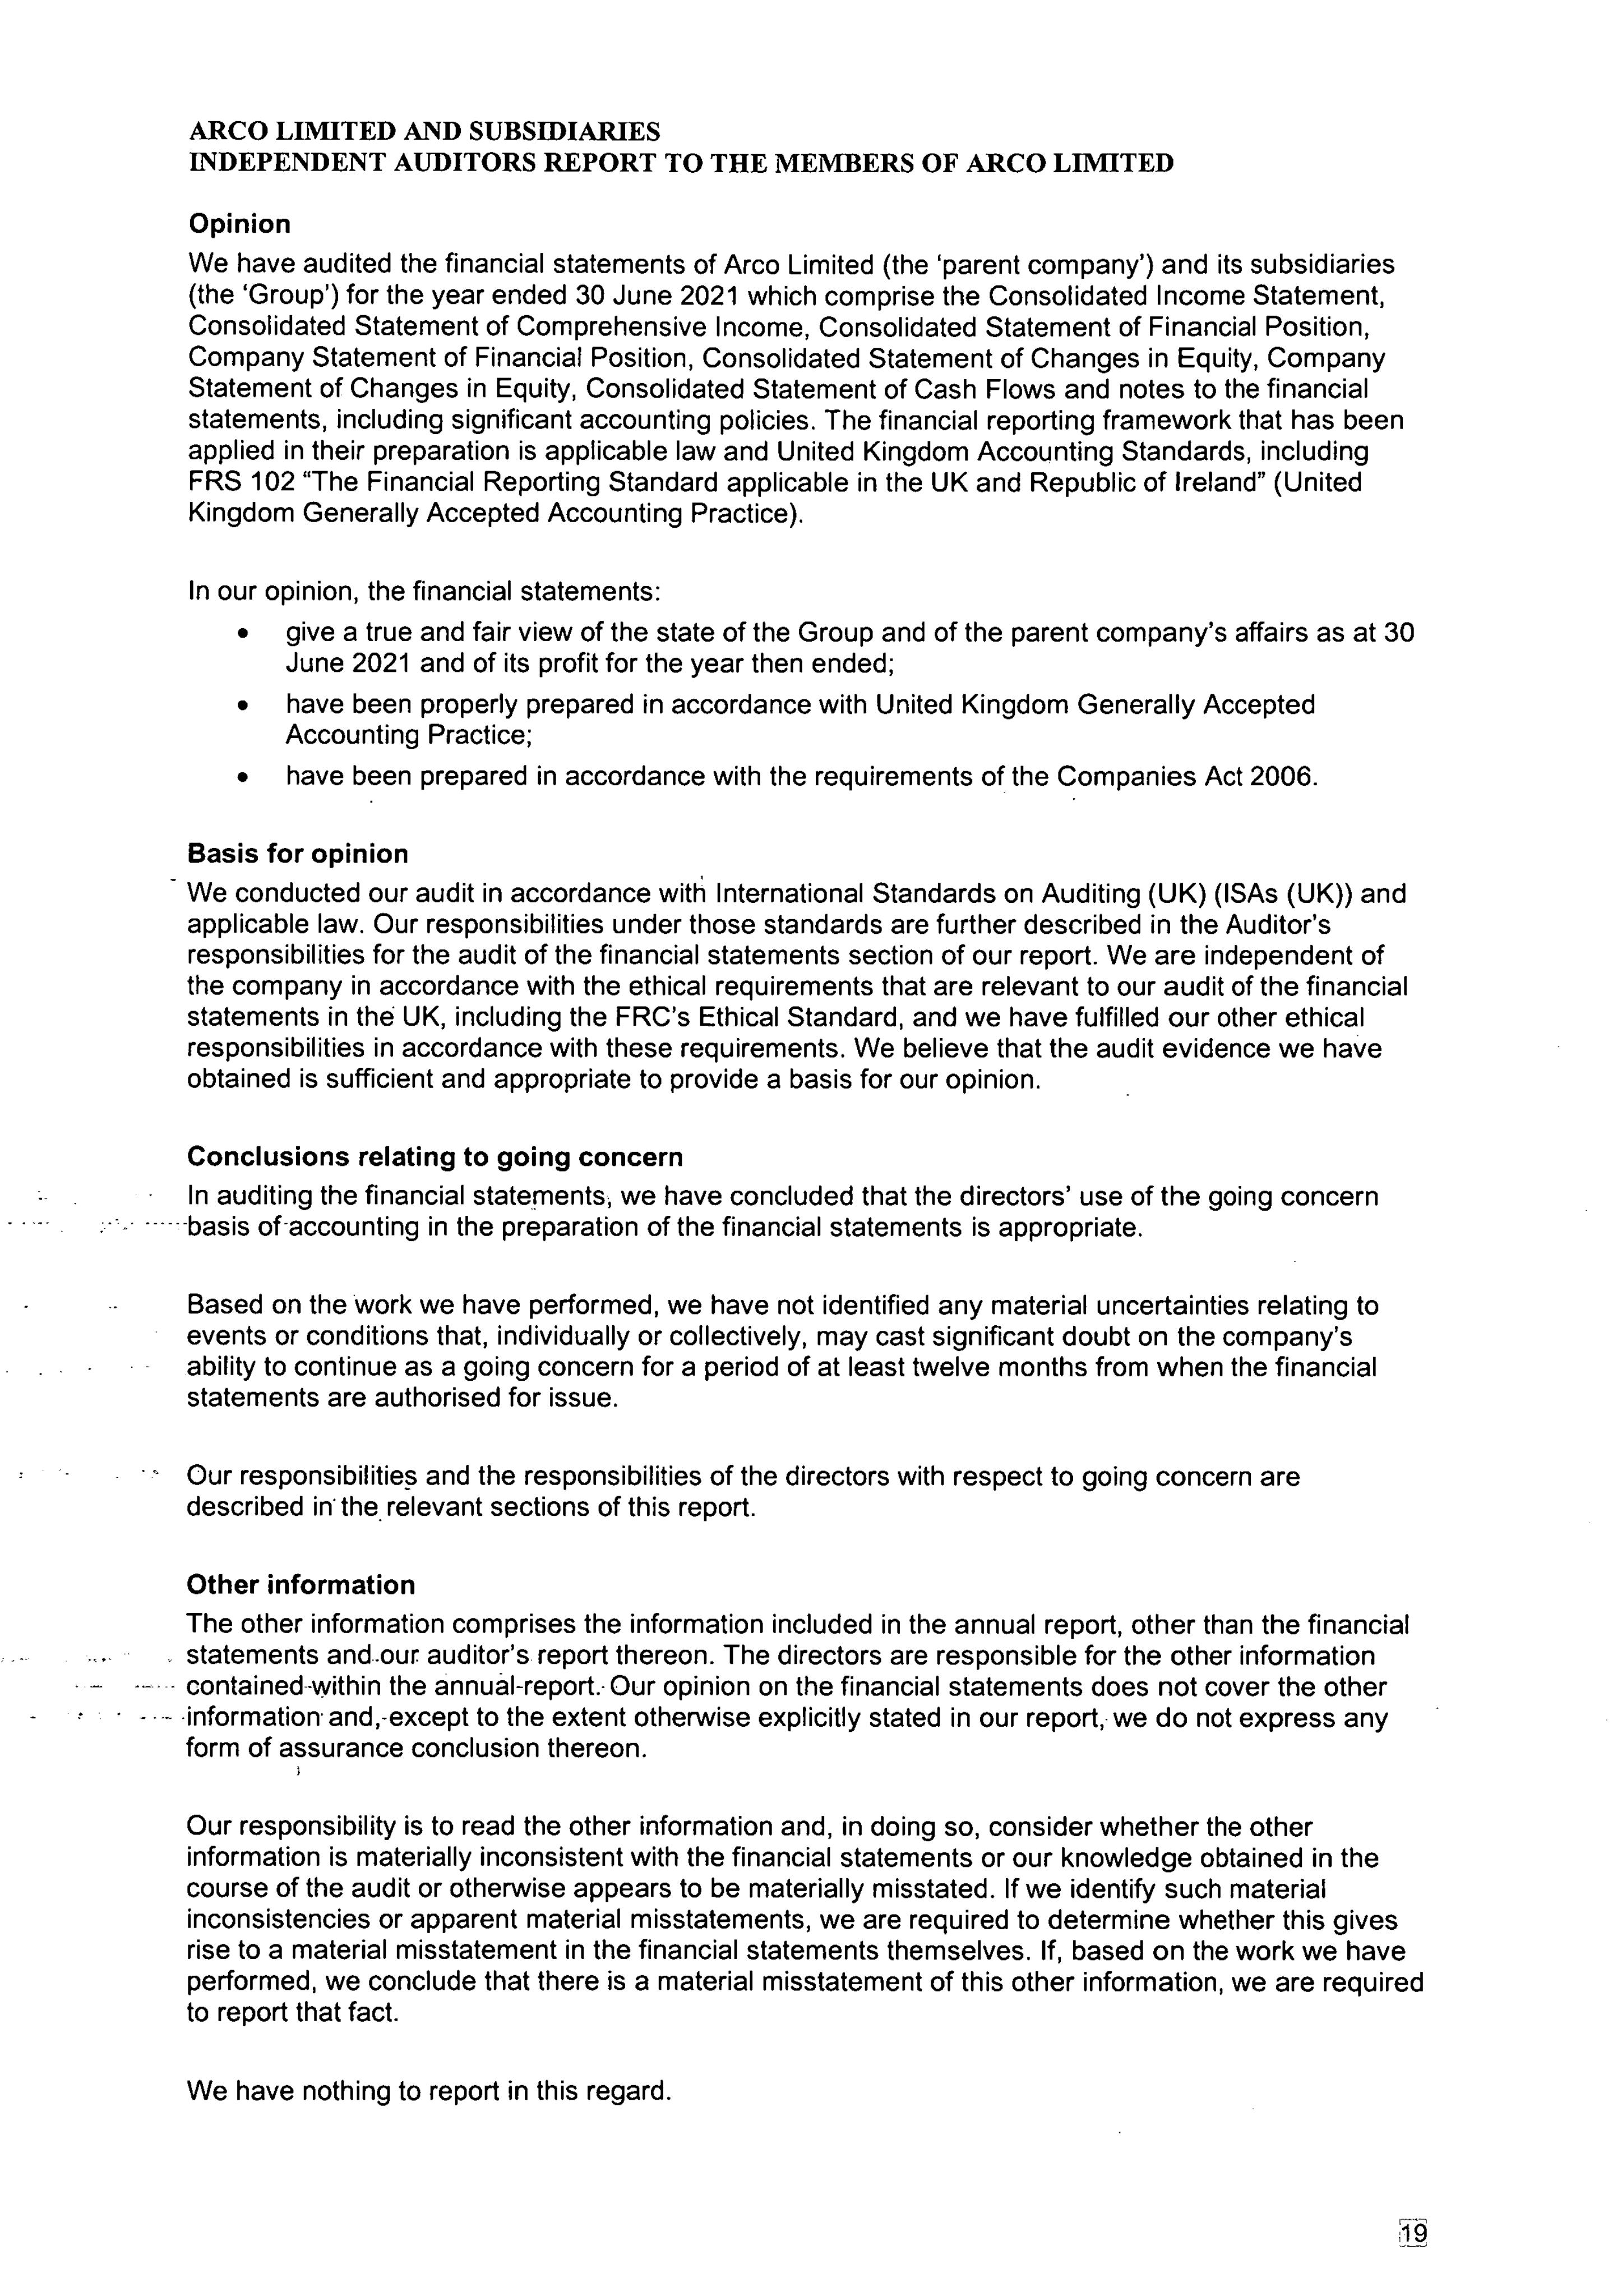 ARCO LIMITED AND SUBSIDIARIES
INDEPENDENT AUDITORS REPORT TO THE MEMBERS OF ARCO LIMITED
Opinion
We have audited the financial statements of Arco Limited (the ‘parent company’) and its subsidiaries
(the ‘Group’) for the year ended 30 June 2021 which comprise the Consolidated Income Statement,
Consolidated Statement of Comprehensive Income, Consolidated Statement of Financial Position,
Company Statement of Financial Position, Consolidated Statement of Changes in Equity, Company
Statement of Changes in Equity, Consolidated Statement of Cash Flows and notes to the financial
statements, including significant accounting policies. The financial reporting framework that has been
applied in their preparation is applicable law and United Kingdom Accounting Standards, including
FRS 102 “The Financial Reporting Standard applicable in the UK and Republic of Ireland” (United
Kingdom Generally Accepted Accounting Practice).
In our opinion, the financial statements:
• give a true and fair view of the state of the Group and of the parent company’s affairs as at 30
June 2021 and of its profit for the year then ended;
• have been properly prepared in accordance with United Kingdom Generally Accepted
Accounting Practice;
• have been prepared in accordance with the requirements of the Companies Act 2006.
Basis for opinion
We conducted our audit in accordance with International Standards on Auditing (UK) (ISAs (UK)) and
applicable law. Our responsibilities under those standards are further described in the Auditor’s
responsibilities for the audit of the financial statements section of our report. We are independent of
the company in accordance with the ethical requirements that are relevant to our audit of the financial
statements in the UK, including the FRC’s Ethical Standard, and we have fulfilled our other ethical
responsibilities in accordance with these requirements. We believe that the audit evidence we have
obtained is sufficient and appropriate to provide a basis for our opinion.
Conclusions relating to going concern
In auditing the financial statements, we have concluded that the directors’ use of the going concern
basis of accounting in the preparation of the financial statements is appropriate.
Based on the work we have performed, we have not identified any material uncertainties relating to
events or conditions that, individually or collectively, may cast significant doubt on the company’s
ability to continue as a going concern for a period of at least twelve months from when the financial
statements are authorised for issue.
Our responsibilities and the responsibilities of the directors with respect to going concern are
described in the relevant sections of this report.
Other information
The other information comprises the information included in the annual report, other than the financial
statements and our auditor’s report thereon. The directors are responsible for the other information
contained within the annual report. Our opinion on the financial statements does not cover the other
information and, except to the extent otherwise explicitly stated in our report, we do not express any
form of assurance conclusion thereon.
Our responsibility is to read the other information and, in doing so, consider whether the other
information is materially inconsistent with the financial statements or our knowledge obtained in the
course of the audit or otherwise appears to be materially misstated. If we identify such material
inconsistencies or apparent material misstatements, we are required to determine whether this gives
rise to a material misstatement in the financial statements themselves. If, based on the work we have
performed, we conclude that there is a material misstatement of this other information, we are required
to report that fact.
We have nothing to report in this regard.
19